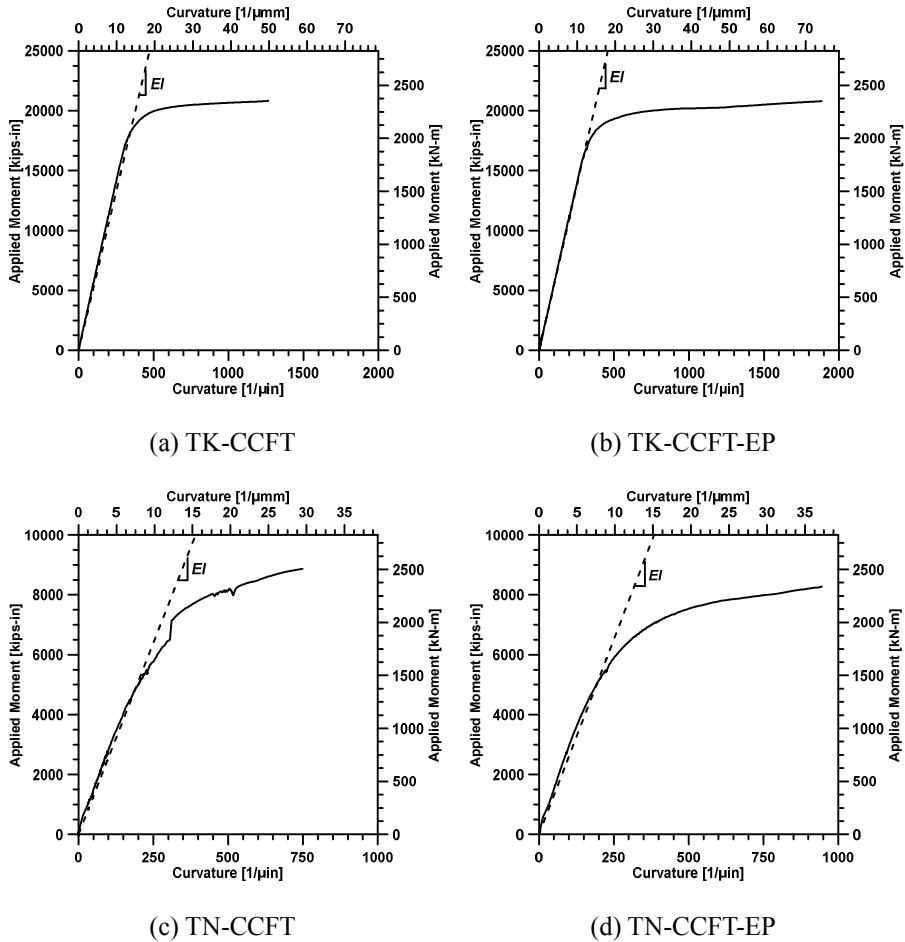 Curvature [1/µmm]
0 10 20 30 40 50 60 70
25000
20000
15000
10000
5000
0
Applied Moment [kips-in]
EI
2500
2000
1500
1000
500
0
Applied Moment [kN-m]
0 500 1000 1500 2000
Curvature [1/µin]
(a) TK-CCFT
Curvature [1/µmm]
0 10 20 30 40 50 60 70
25000
20000
15000
10000
5000
0
Applied Moment [kips-in]
EI
2500
2000
1500
1000
500
0
Applied Moment [kN-m]
0 500 1000 1500 2000
Curvature [1/µin]
(b) TK-CCFT-EP
Curvature [1/µmm]
0 5 10 15 20 25 30 35
10000
8000
6000
4000
2000
0
Applied Moment [kips-in]
EI
2500
2000
1500
1000
500
0
Applied Moment [kN-m]
0 250 500 750 1000
Curvature [1/µin]
(c) TN-CCFT
Curvature [1/µmm]
0 5 10 15 20 25 30 35
10000
8000
6000
4000
2000
0
Applied Moment [kips-in]
EI
2500
2000
1500
1000
500
0
Applied Moment [kN-m]
0 250 500 750 1000
Curvature [1/µin]
(d) TN-CCFT-EP